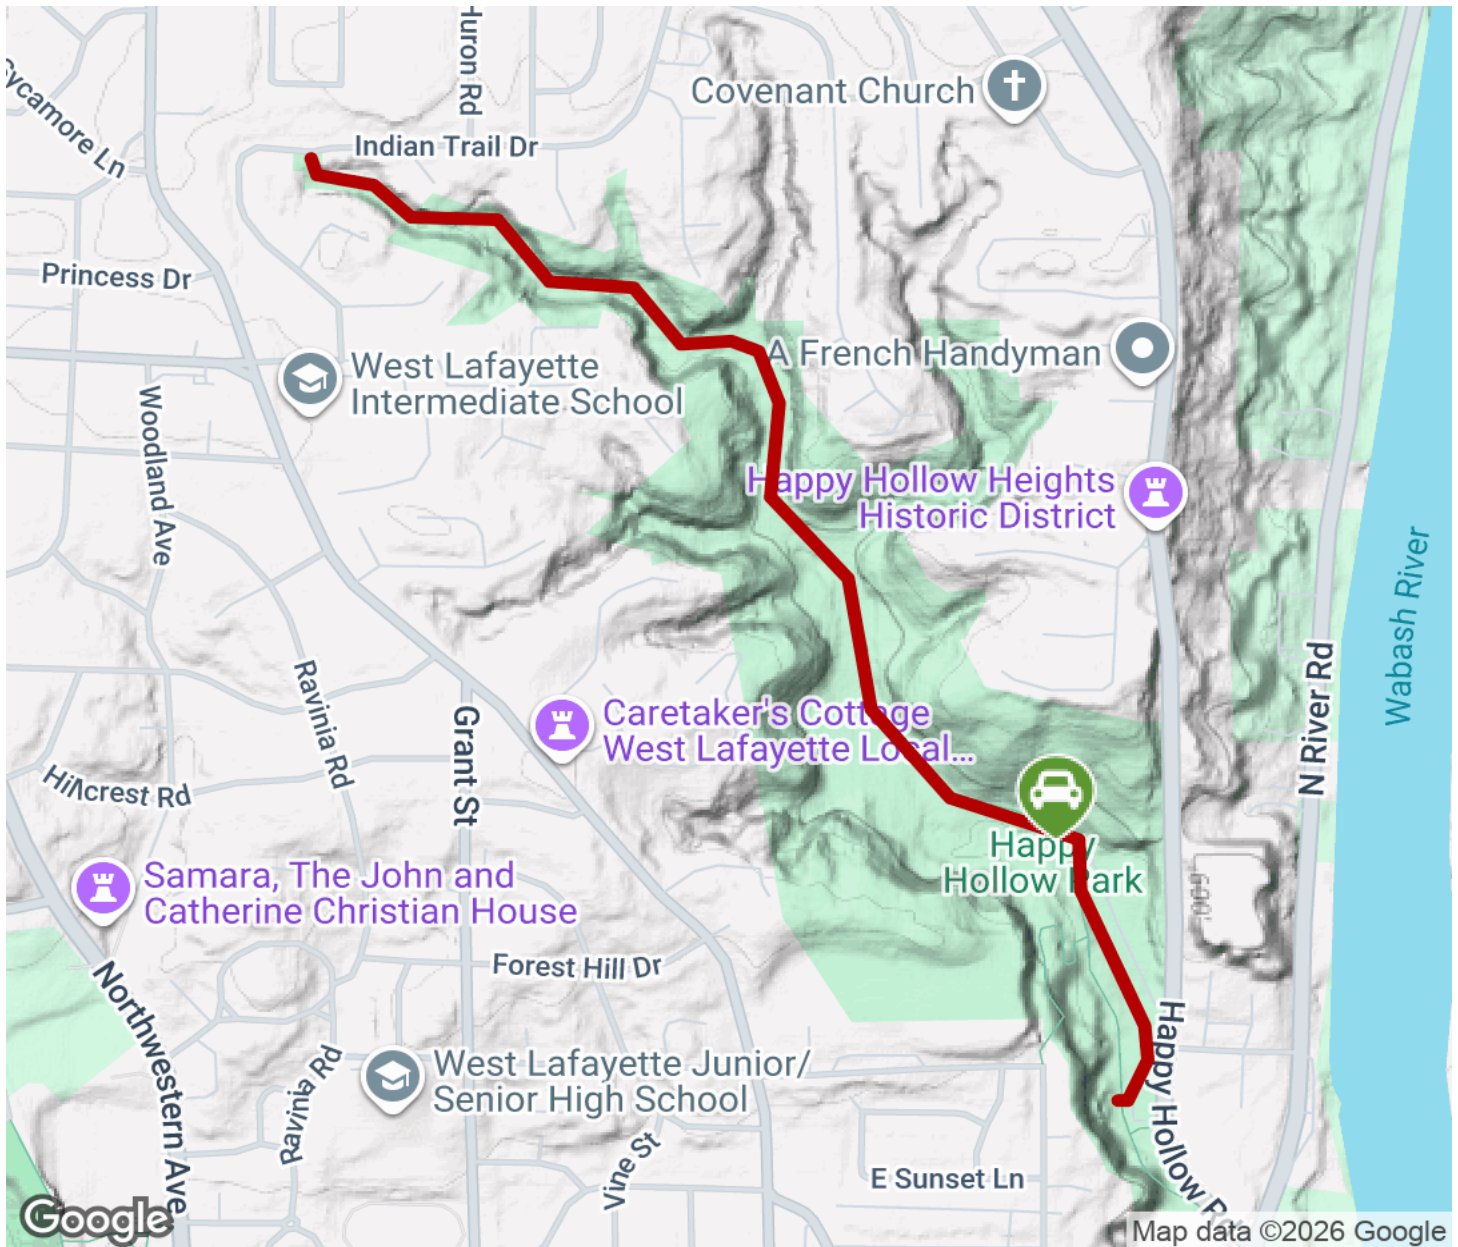 Huron Rd
Covenant Church
Sycamore Ln
Indian Trail Dr
Princess Dr
A French Handyman
West Lafayette
Intermediate School
Woodland Ave
Happy Hollow Heights
Historic District
Wabash River
N River Rd
Ravinia Rd
Grant St
Caretaker's Cottage
West Lafayette Local...
Hillcrest Rd
Happy
Hollow Park
Samara, The John and
Catherine Christian House
600'
Forest Hill Dr
Northwestern Ave
Happy Hollow Rd
West Lafayette Junior/
Senior High School
Ravinia Rd
Vine St
E Sunset Ln
Google
Map data ©2026 Google